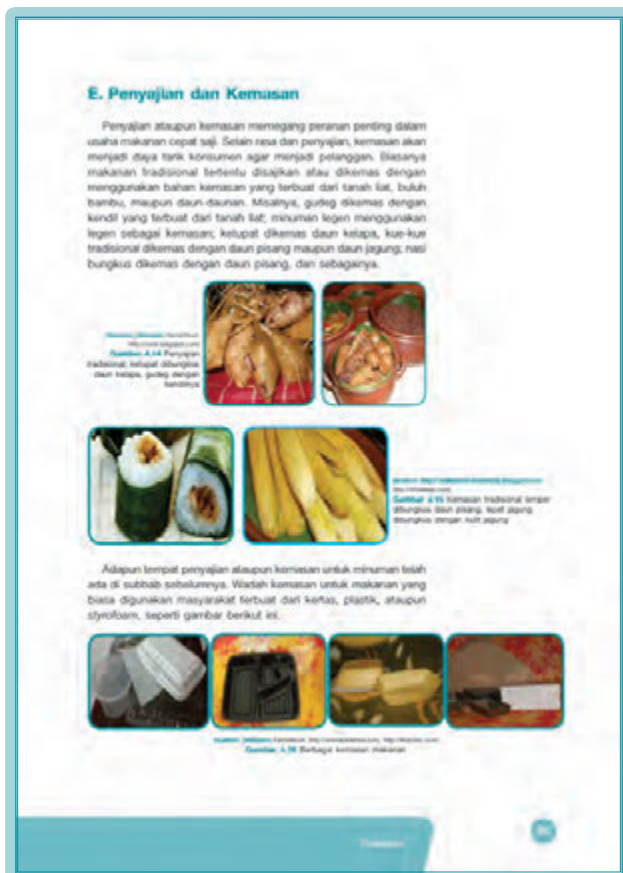 E. Penyajian dan Kemasan
Penyajian ataupun kemasan memegang peranan penting dalam
usaha makanan cepat saji. Selain rasa dan penyajian, kemasan akan
menjadi daya tarik konsumen agar menjadi pelanggan. Biasanya
makanan tradisional tertentu disajikan atau dikemas dengan
menggunakan bahan kemasan yang terbuat dari tanah liat, buluh
bambu, maupun daun-daunan. Misalnya, gudeg dikemas dengan
kendil yang terbuat dari tanah liat; minuman legen menggunakan
legen sebagai kemasan; ketupat dikemas daun kelapa, kue-kue
tradisional dikemas dengan daun pisang maupun daun jagung; nasi
bungkus dikemas dengan daun pisang, dan sebagainya.
Gambar 4.14 Penyajian
tradisional, ketupat dibungkus
daun kelapa, gudeg dengan
kendilnya
Gambar 4.15 Kemasan tradisional lemper
dibungkus daun pisang, lepet jagung
dibungkus dengan kulit jagung
Adapun tempat penyajian ataupun kemasan untuk minuman telah
ada di subbab sebelumnya. Wadah kemasan untuk makanan yang
biasa digunakan masyarakat terbuat dari kertas, plastik, ataupun
styrofoam, seperti gambar berikut ini.
Gambar 4.16 Berbagai kemasan makanan